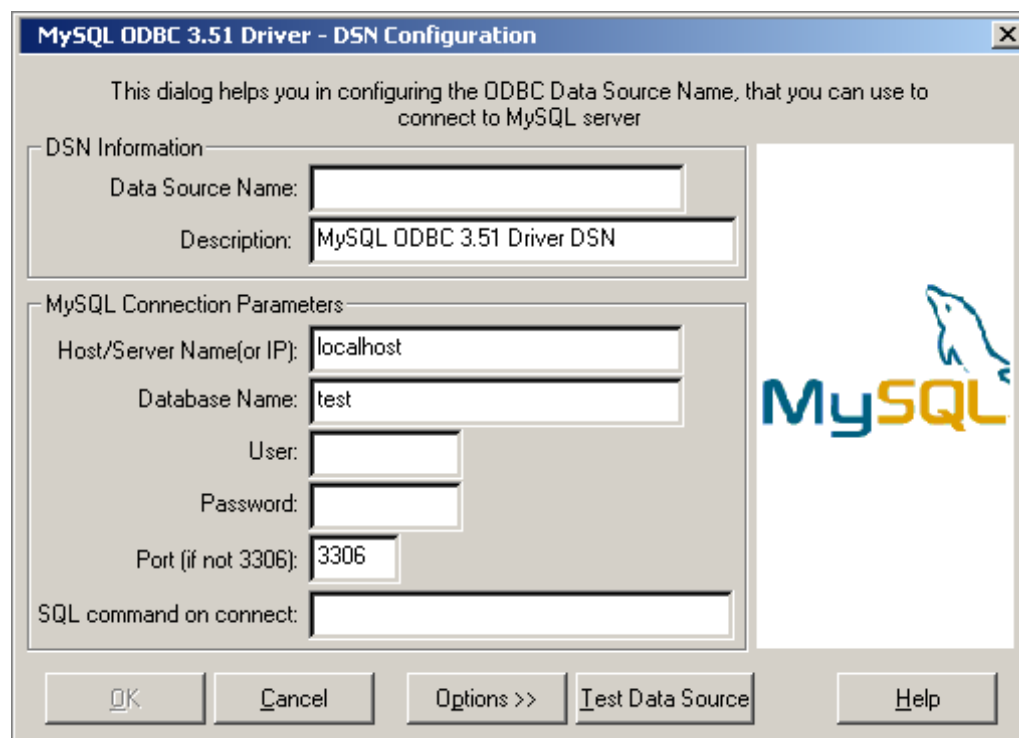 MySQL ODBC 3.51 Driver - DSN Configuration
This dialog helps you in configuring the ODBC Data Source Name, that you can use to
connect to MySQL server
DSN Information
Data Source Name:
Description: MySQL ODBC 3.51 Driver DSN
MySQL Connection Parameters
Host/Server Name(or IP): localhost
Database Name: test
User:
Password:
Port (if not 3306): 3306
SQL command on connect:
MySQL
OK Cancel Options >> Test Data Source Help